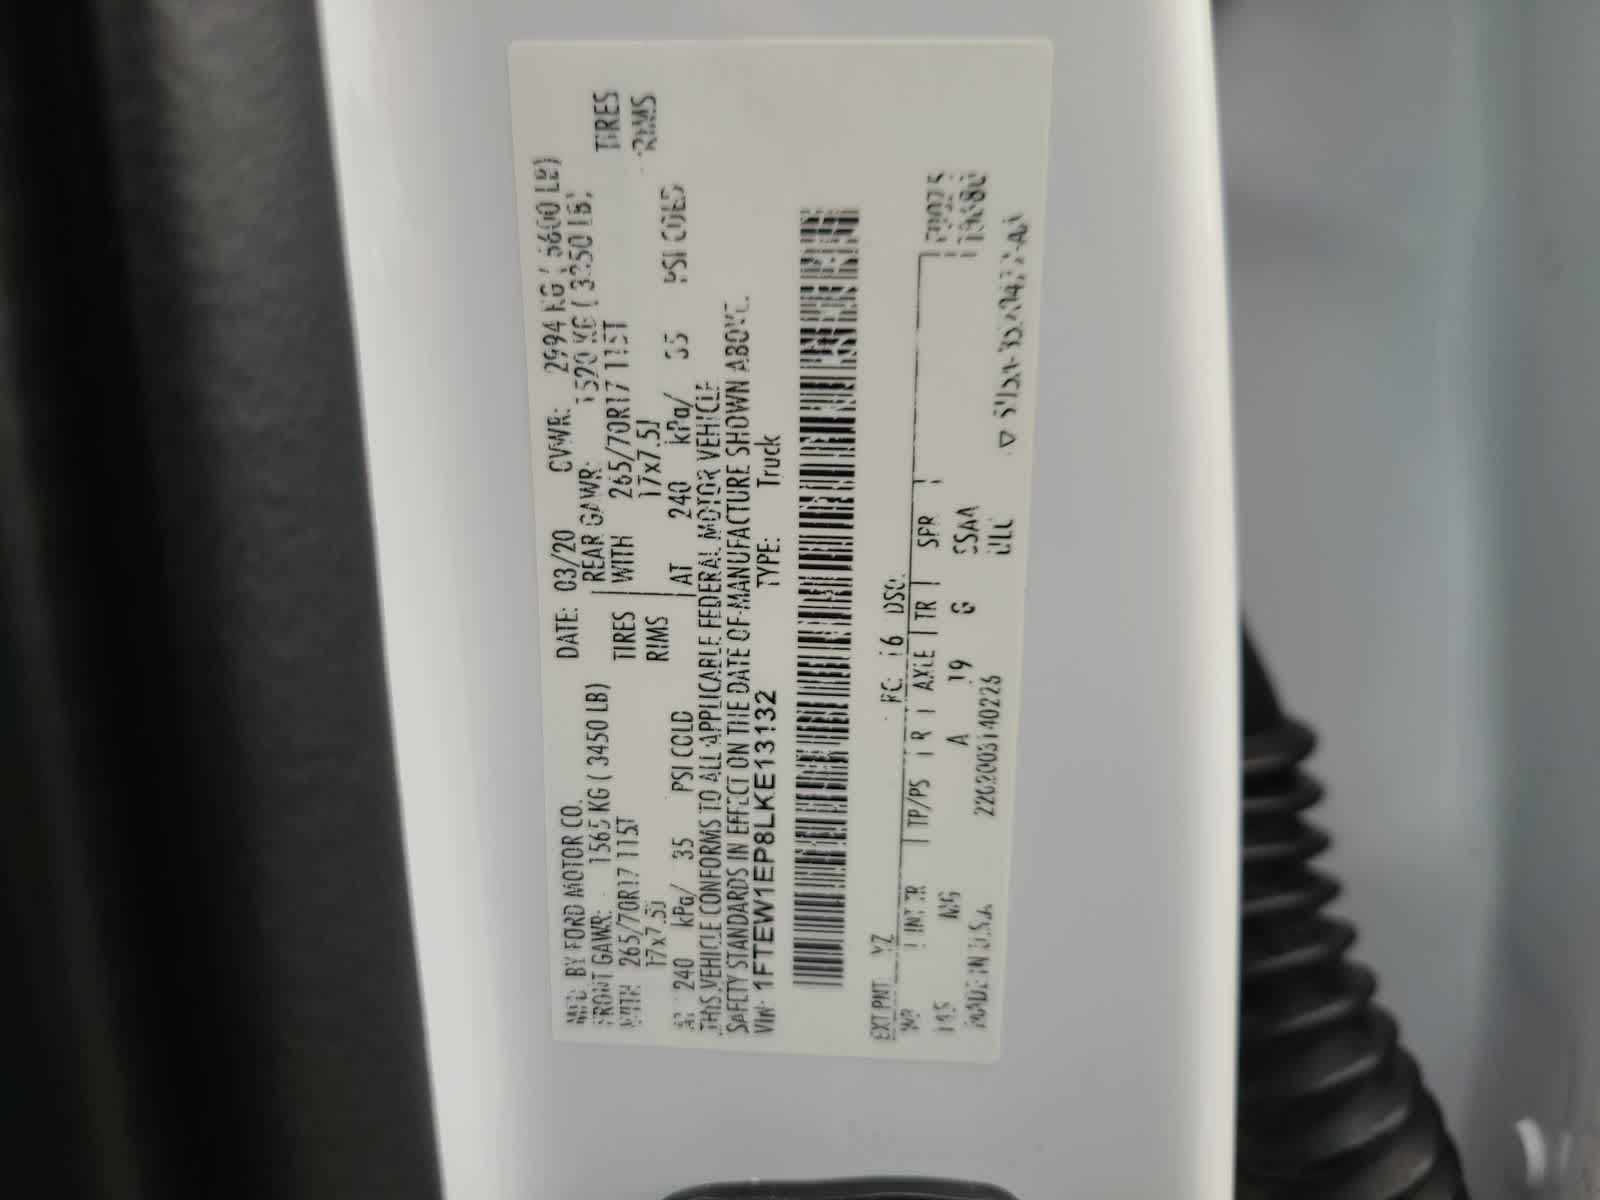 MFD. BY FORD MOTOR CO.
DATE: 03/20 GVWR: 2994 KG ( 6600 LB)
FRONT GAWR: 1565 KG ( 3450 LB)
REAR GAWR: KG ( LB)
WITH 265/70R17 115T TIRES
WITH 265/70R17 115T TIRES
17x7.5J RIMS
17x7.5J RIMS
AT 240 kPa/ 35 PSI COLD
AT 240 kPa/ 35 PSI COLD
THIS VEHICLE CONFORMS TO ALL APPLICABLE FEDERAL MOTOR VEHICLE
SAFETY STANDARDS IN EFFECT ON THE DATE OF MANUFACTURE SHOWN ABOVE.
VIN: 1FTEW1EP8LKE13132 TYPE: Truck
EXT PNT: YZ RC: 16 DSO:
WB INT TR TP/PS R AXLE TR SPR
145 MG A 19 G SSAA
MADE IN U.S.A.